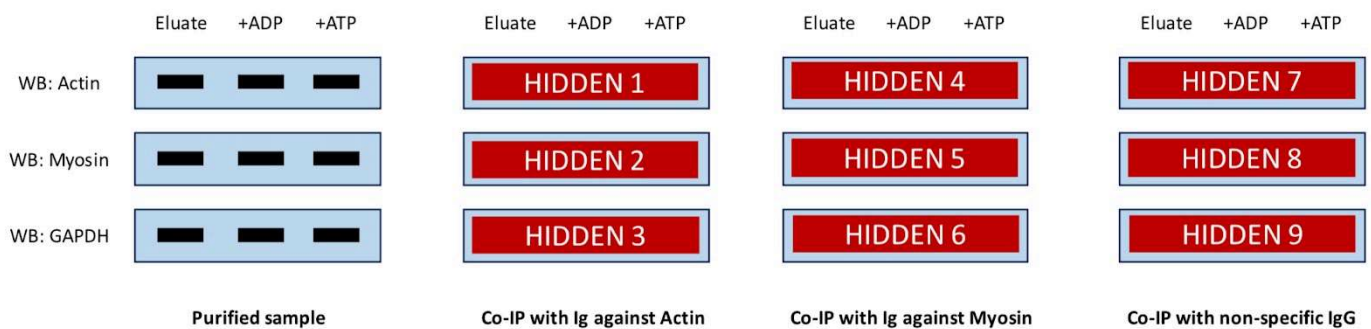 Eluate +ADP +ATP Eluate +ADP +ATP Eluate +ADP +ATP Eluate +ADP +ATP
WB: Actin HIDDEN 1 HIDDEN 4 HIDDEN 7
WB: Myosin HIDDEN 2 HIDDEN 5 HIDDEN 8
WB: GAPDH HIDDEN 3 HIDDEN 6 HIDDEN 9
Purified sample Co-IP with Ig against Actin Co-IP with Ig against Myosin Co-IP with non-specific IgG